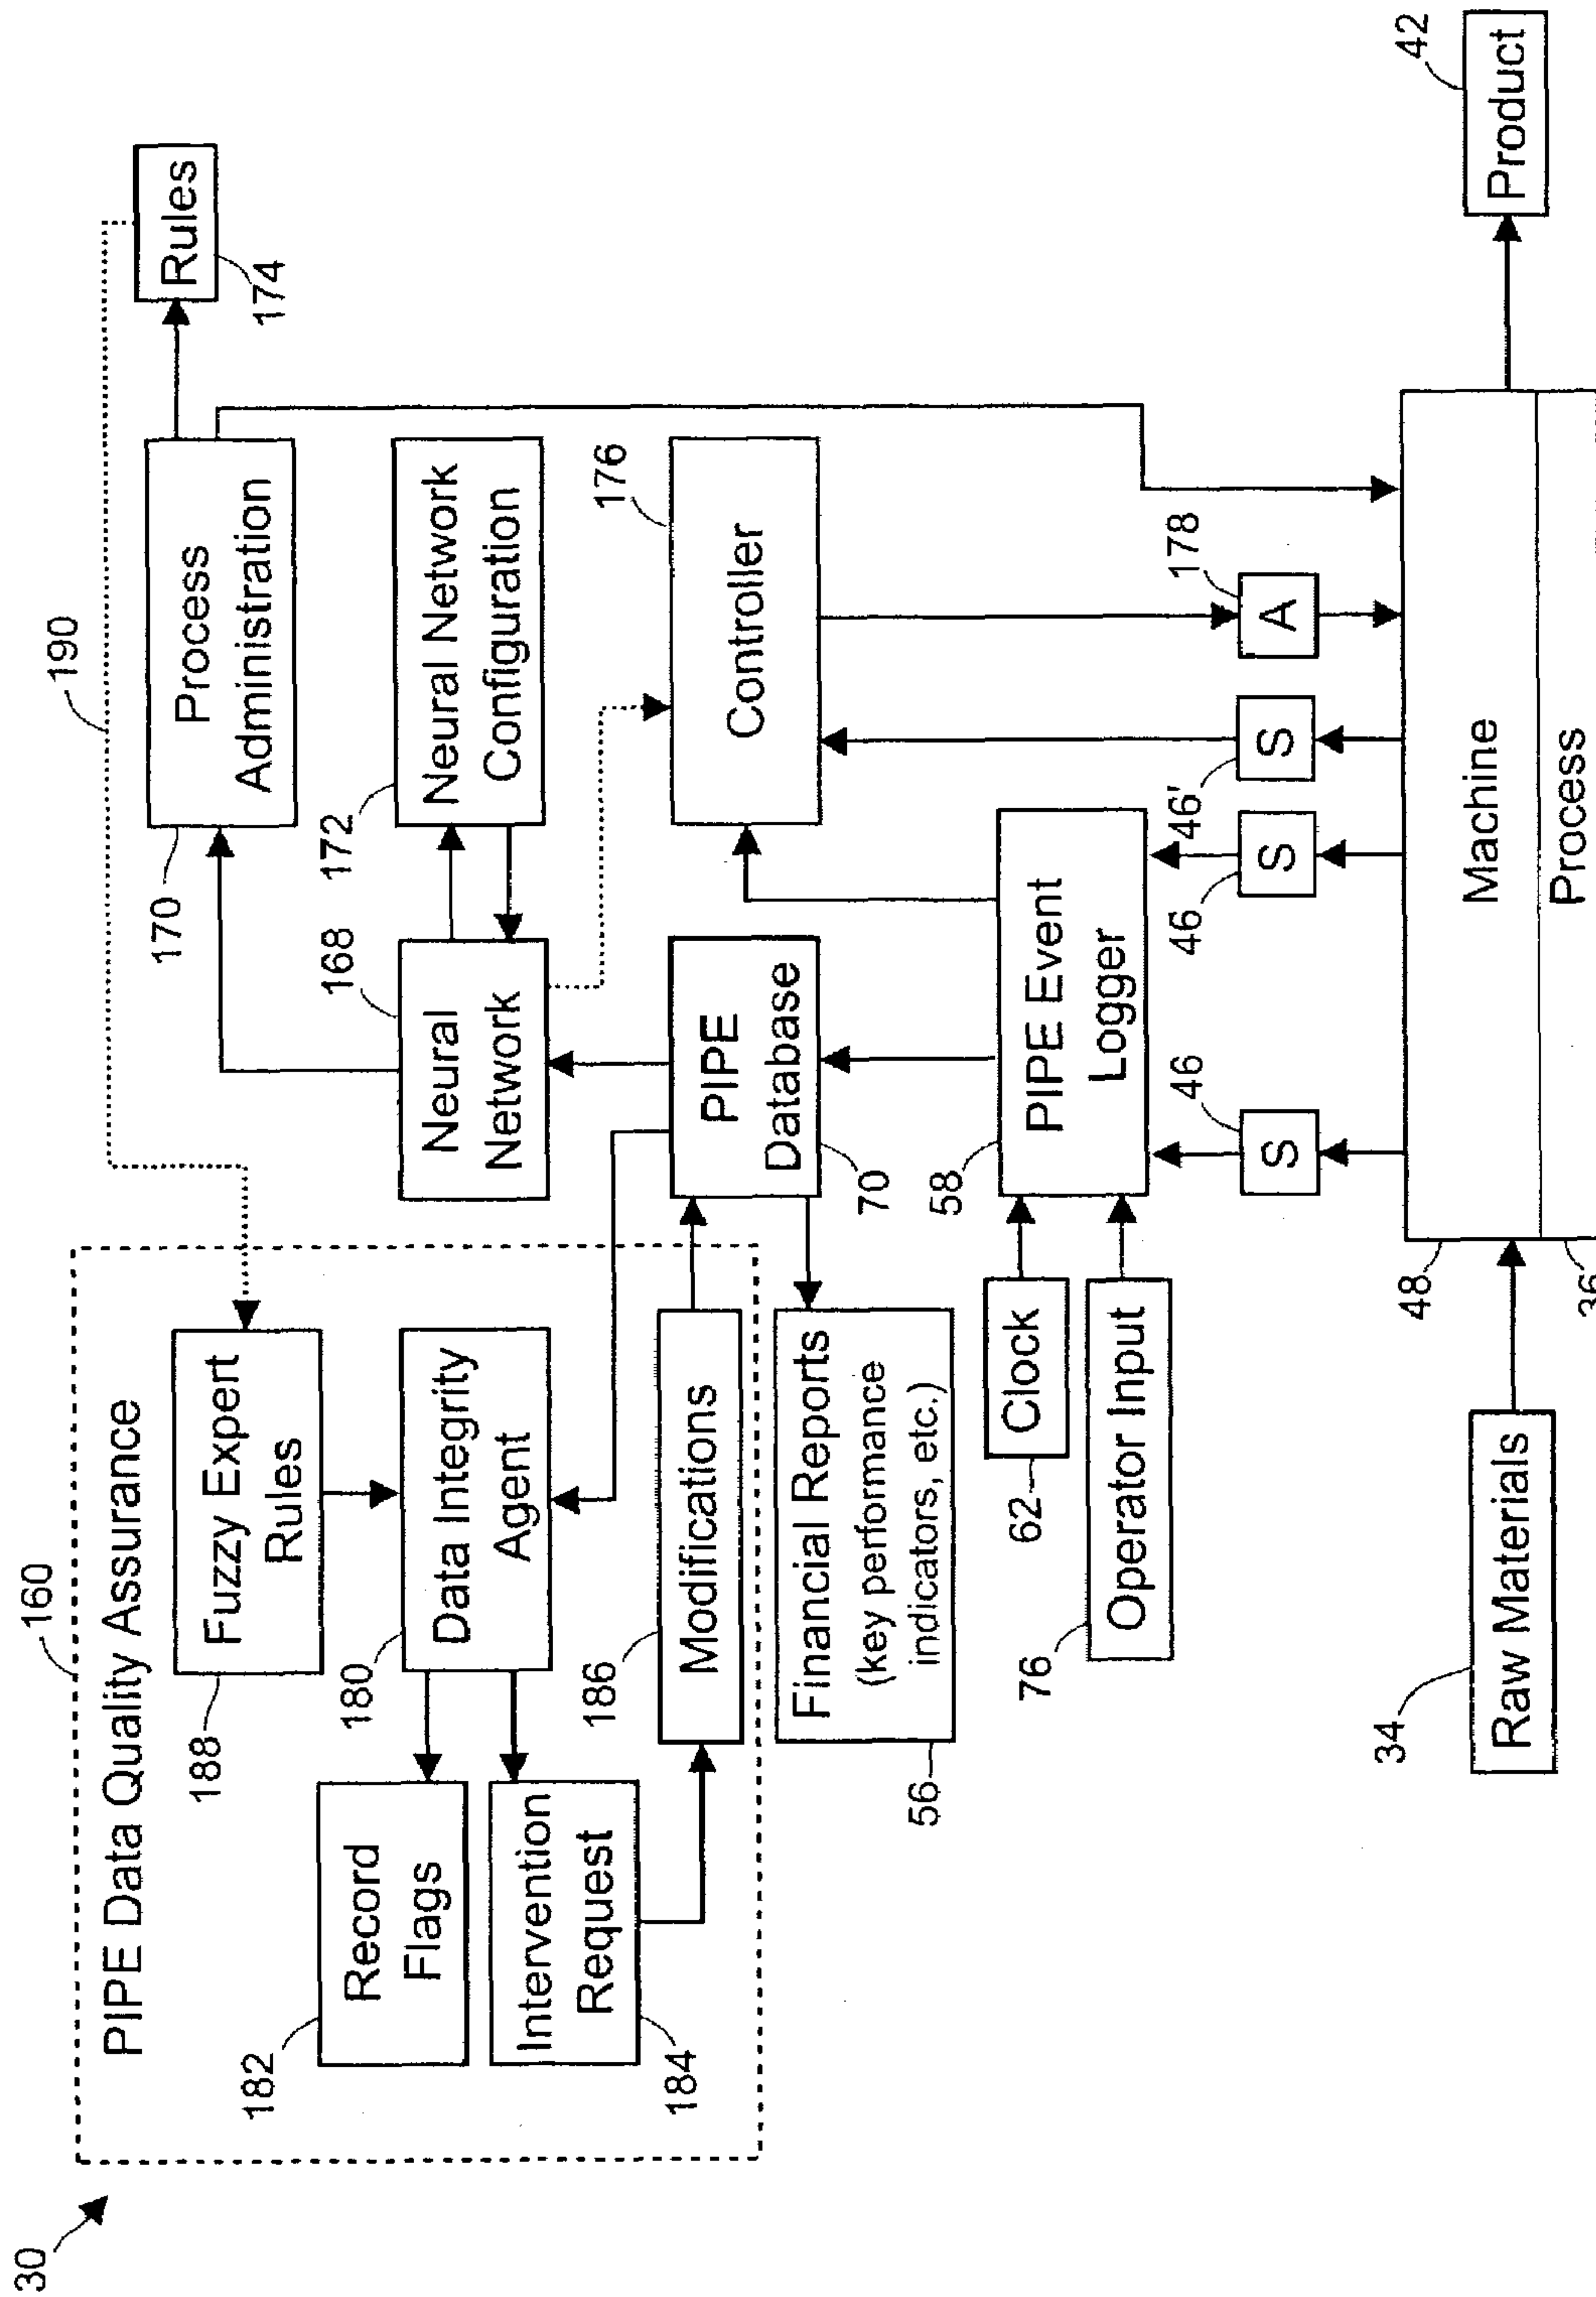 30
160
PIPE Data Quality Assurance
190
188
Fuzzy Expert
Rules
170
Process
Administration
Rules
174
182
Record
Flags
180
Data Integrity
Agent
168
Neural
Network
172
Neural Network
Configuration
Intervention
Request
184
186
Modifications
PIPE
Database
70
176
Controller
56
Financial Reports
(key performance
indicators, etc.)
62
Clock
58
PIPE Event
Logger
76
Operator Input
46
S
46
S
46'
S
178
A
34
Raw Materials
48
Machine
42
Product
36
Process